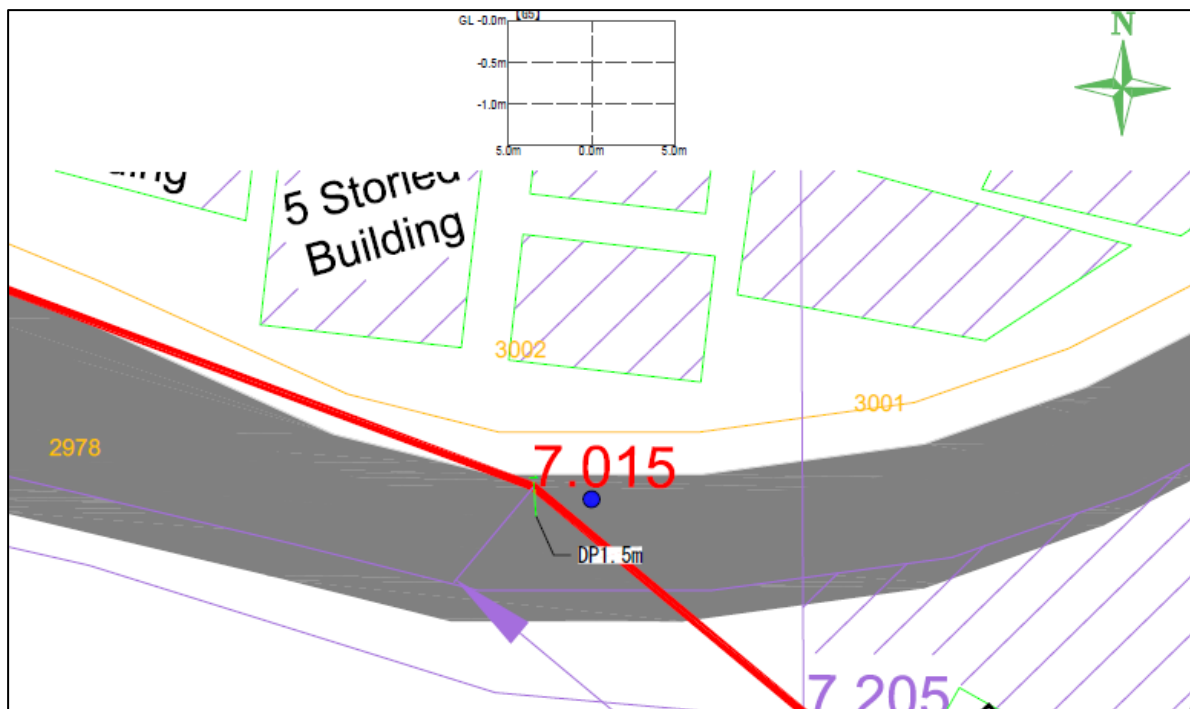 【G5】
GL -0.0m
N
-0.5m
-1.0m
5.0m 0.0m 5.0m
5 Storied
Building
3002
3001
2978
7.015
DP1.5m
7.205